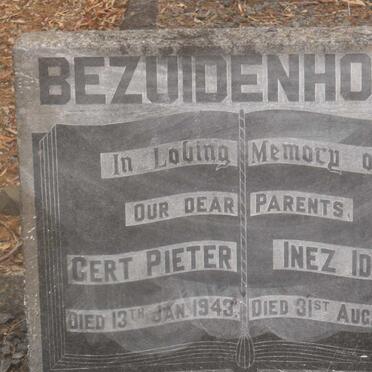 BEZUIDENHO
In Loving Memory o
OUR DEAR PARENTS.
GERT PIETER INEZ ID
DIED 13TH JAN. 1943. DIED 31ST AUG